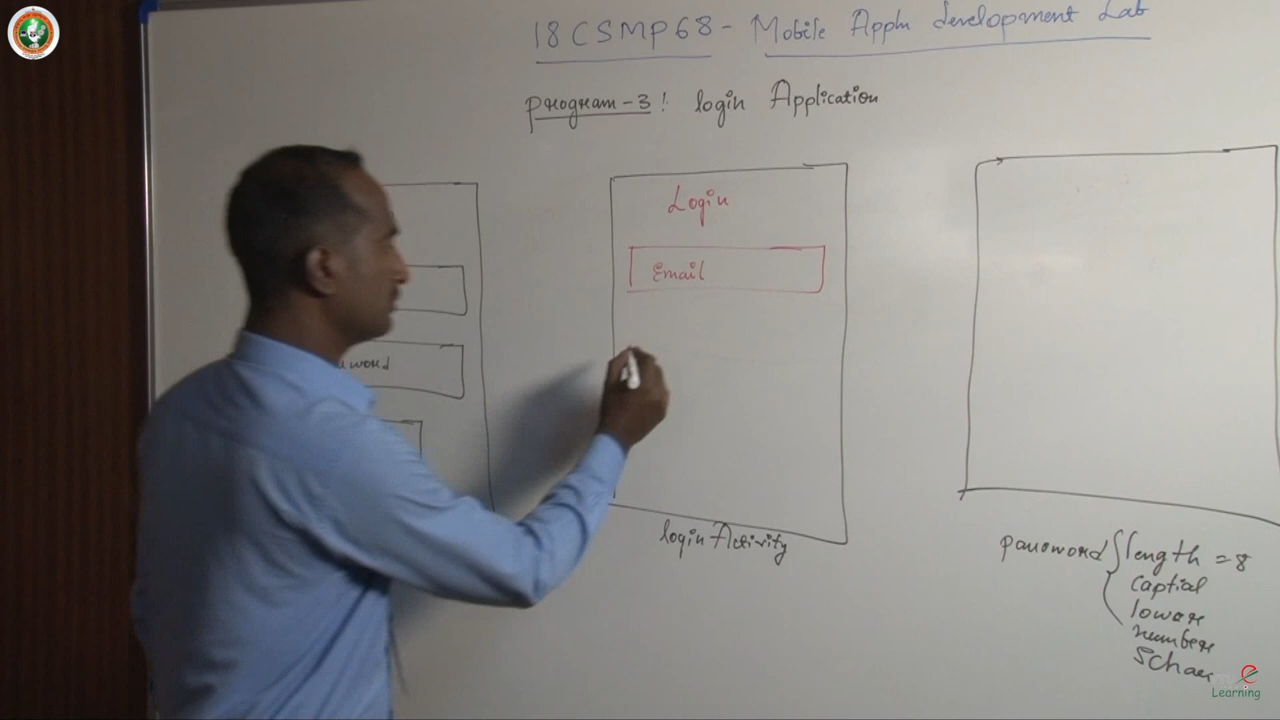 18CSMP68 - Mobile Appln development Lab
Program-3: login Application
Login
Email
login Activity
password { length = 8
Captial
lower
number
Schar
Learning